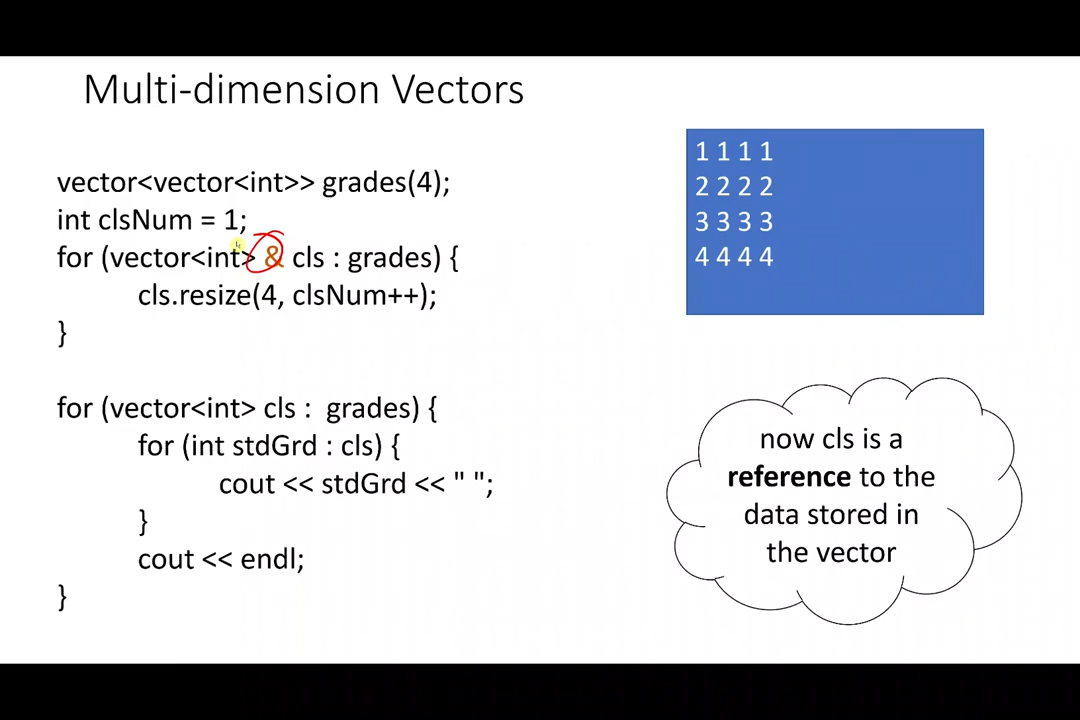 Multi-dimension Vectors
vector<vector<int>> grades(4);
int clsNum = 1;
for (vector<int> & cls : grades) {
cls.resize(4, clsNum++);
}
for (vector<int> cls : grades) {
for (int stdGrd : cls) {
cout << stdGrd << " ";
}
cout << endl;
}
1 1 1 1
2 2 2 2
3 3 3 3
4 4 4 4
now cls is a
reference to the
data stored in
the vector